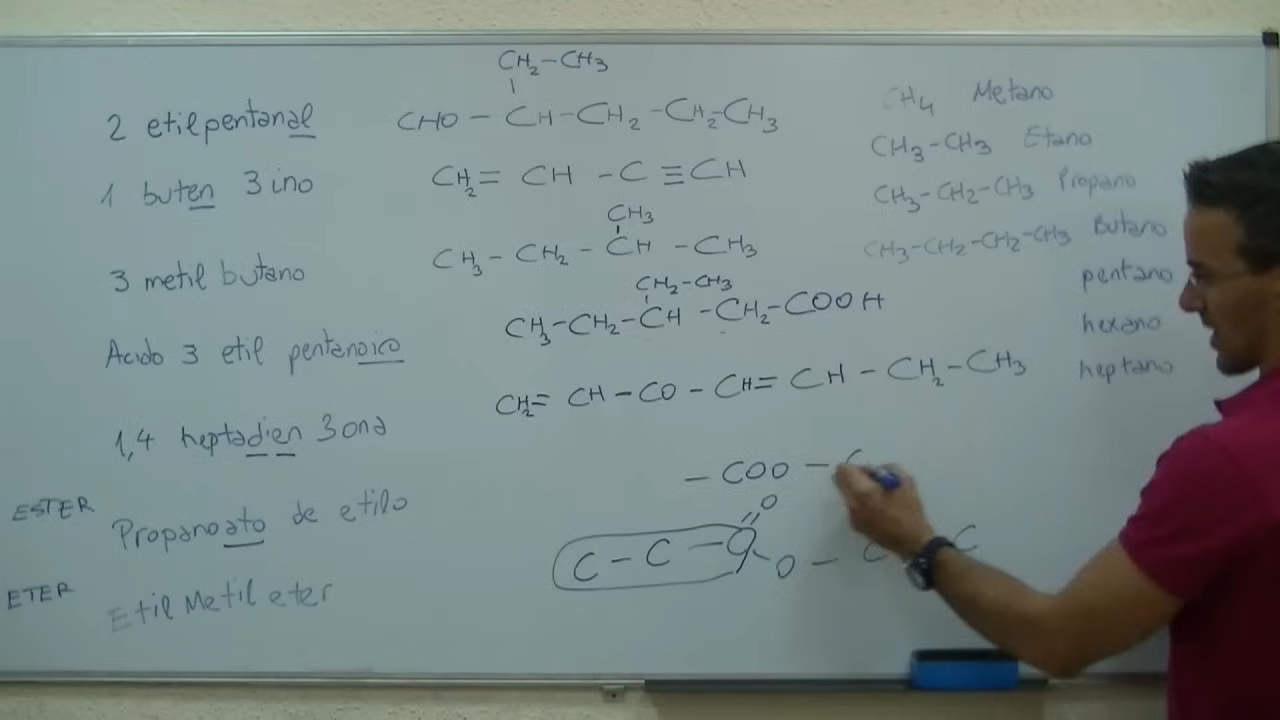 CH2-CH3
2 etilpentanal CHO - CH-CH2-CH2-CH3
1 buten 3 ino CH2= CH - C ≡ CH
CH3
3 metil butano CH3- CH2 - CH - CH3
CH2-CH3
Acido 3 etil pentanoico CH3-CH2-CH -CH2-COOH
1,4 heptadien 3 ona CH2= CH - CO - CH= CH - CH2-CH3
ESTER Propanoato de etilo - COO - C
O
C - C - C O - C C
ETER Etil Metil eter
CH4 Metano
CH3-CH3 Etano
CH3-CH2-CH3 Propano
CH3-CH2-CH2-CH3 Butano
pentano
hexano
heptano